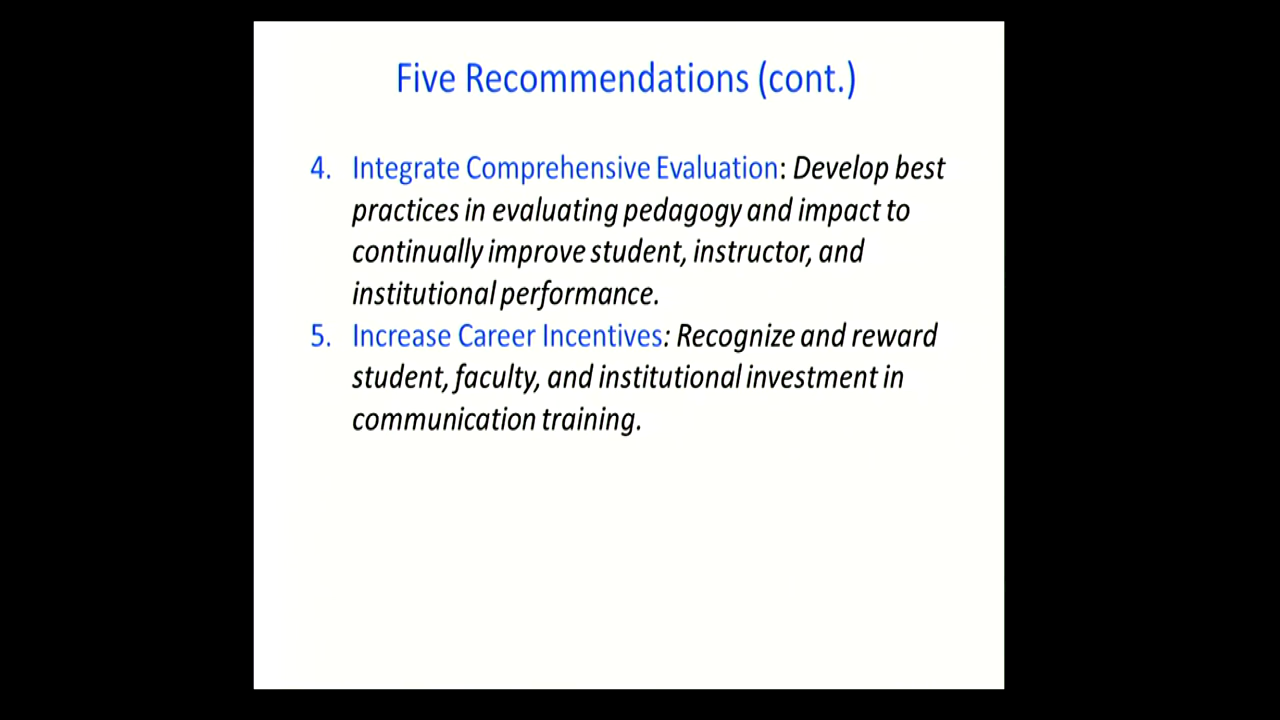 Five Recommendations (cont.)
4. Integrate Comprehensive Evaluation: Develop best
practices in evaluating pedagogy and impact to
continually improve student, instructor, and
institutional performance.
5. Increase Career Incentives: Recognize and reward
student, faculty, and institutional investment in
communication training.